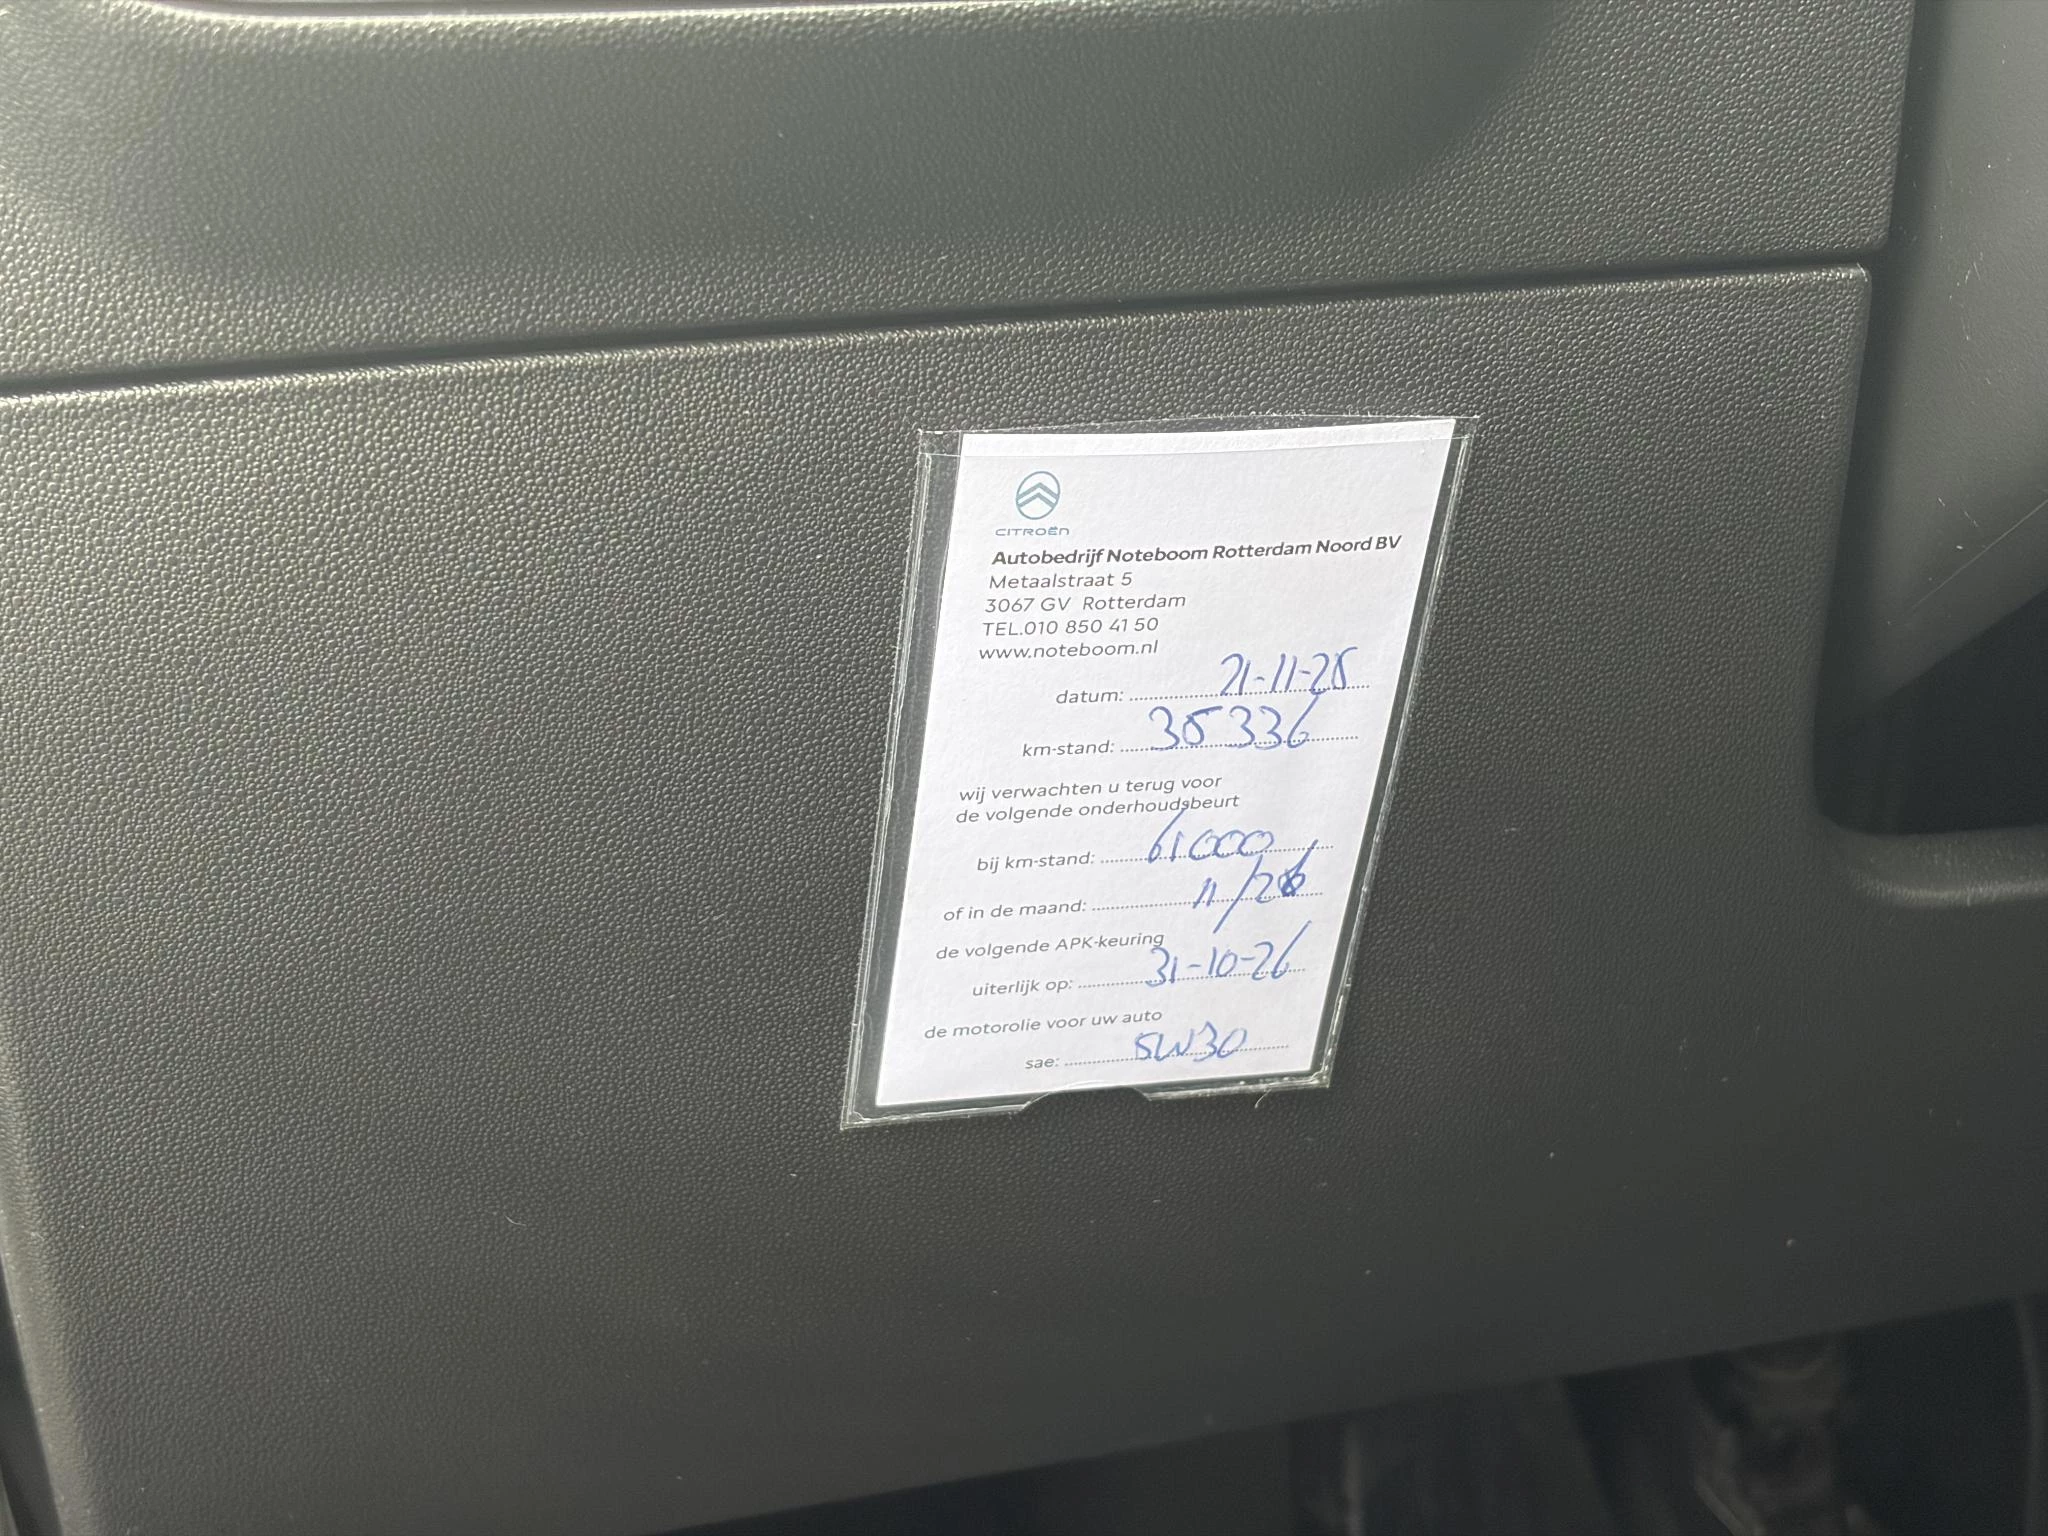 CITROËN
Autobedrijf Noteboom Rotterdam Noord BV
Metaalstraat 5
3067 GV Rotterdam
TEL.010 850 41 50
www.noteboom.nl
datum: 21-11-25
km-stand: 35336
wij verwachten u terug voor
de volgende onderhoudsbeurt
bij km-stand: 61000
of in de maand: 11/26
de volgende APK-keuring
uiterlijk op: 31-10-26
de motorolie voor uw auto
sae: 5W30